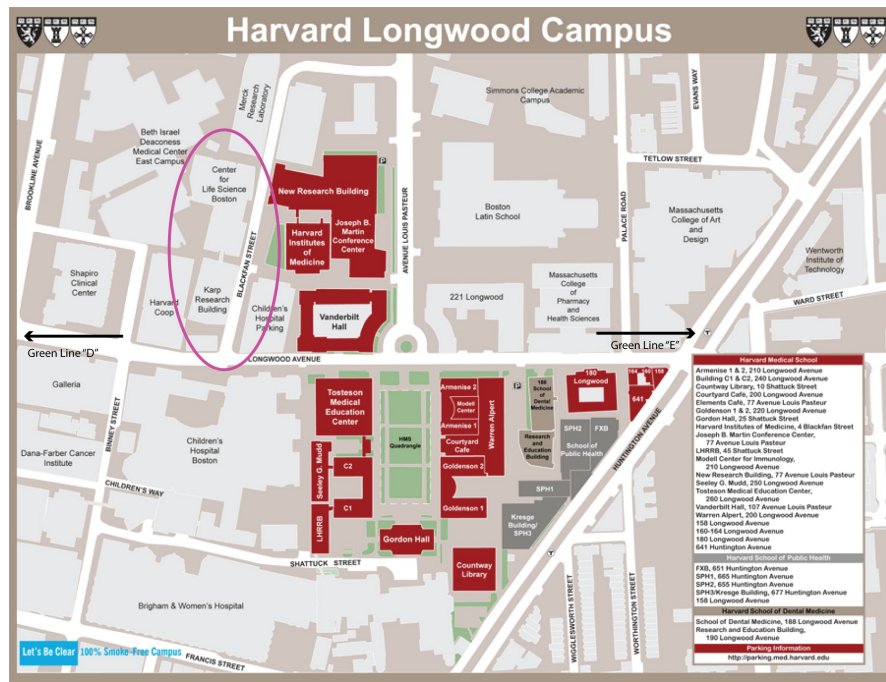 Harvard Longwood Campus
Merck
Research
Laboratory
Simmons College Academic
Campus
EVANS WAY
BROOKLINE AVENUE
Beth Israel
Deaconess
Medical Center
East Campus
Center
for
Life Science
Boston
P
New Research Building
TETLOW STREET
Joseph B.
Martin
Conference
Center
Harvard
Institutes
of
Medicine
AVENUE LOUIS PASTEUR
Boston
Latin School
PALACE ROAD
Massachusetts
College of Art
and
Design
Wentworth
Institute of
Technology
BLACKFAN STREET
Shapiro
Clinical
Center
Harvard
Coop
Karp
Research
Building
Children's
Hospital
Parking
Vanderbilt
Hall
221 Longwood
Massachusetts
College
of
Pharmacy
and
Health Sciences
WARD STREET
Green Line "D"
Green Line "E"
T
LONGWOOD AVENUE
Galleria
BINNEY STREET
Dana-Farber Cancer
Institute
Children's
Hospital
Boston
CHILDREN'S WAY
Tosteson
Medical
Education
Center
Armenise 2
Modell
Center
Armenise 1
Warren Alpert
Courtyard
Cafe
Goldenson 2
Goldenson 1
HMS
Quadrangle
Seeley G. Mudd
C2
C1
LHRRB
P
188
School
of Dental
Medicine
Research
and
Education
Building
180
Longwood
164
160
158
641
SPH2
FXB
School of
Public Health
SPH1
Kresge
Building/
SPH3
HUNTINGTON AVENUE
Gordon Hall
SHATTUCK STREET
Countway
Library
T
Brigham & Women's Hospital
WIGGLESWORTH STREET
WORTHINGTON STREET
FRANCIS STREET
Let's Be Clear 100% Smoke-Free Campus
Harvard Medical School
Armenise 1 & 2, 210 Longwood Avenue
Building C1 & C2, 240 Longwood Avenue
Countway Library, 10 Shattuck Street
Courtyard Café, 200 Longwood Avenue
Elements Café, 77 Avenue Louis Pasteur
Goldenson 1 & 2, 220 Longwood Avenue
Gordon Hall, 25 Shattuck Street
Harvard Institutes of Medicine, 4 Blackfan Street
Joseph B. Martin Conference Center,
77 Avenue Louis Pasteur
LHRRB, 45 Shattuck Street
Modell Center for Immunology,
210 Longwood Avenue
New Research Building, 77 Avenue Louis Pasteur
Seeley G. Mudd, 250 Longwood Avenue
Tosteson Medical Education Center,
260 Longwood Avenue
Vanderbilt Hall, 107 Avenue Louis Pasteur
Warren Alpert, 200 Longwood Avenue
158 Longwood Avenue
160-164 Longwood Avenue
180 Longwood Avenue
641 Huntington Avenue
Harvard School of Public Health
FXB, 651 Huntington Avenue
SPH1, 665 Huntington Avenue
SPH2, 655 Huntington Avenue
SPH3/Kresge Building, 677 Huntington Avenue
158 Longwood Avenue
Harvard School of Dental Medicine
School of Dental Medicine, 188 Longwood Avenue
Research and Education Building,
190 Longwood Avenue
Parking Information
http://parking.med.harvard.edu